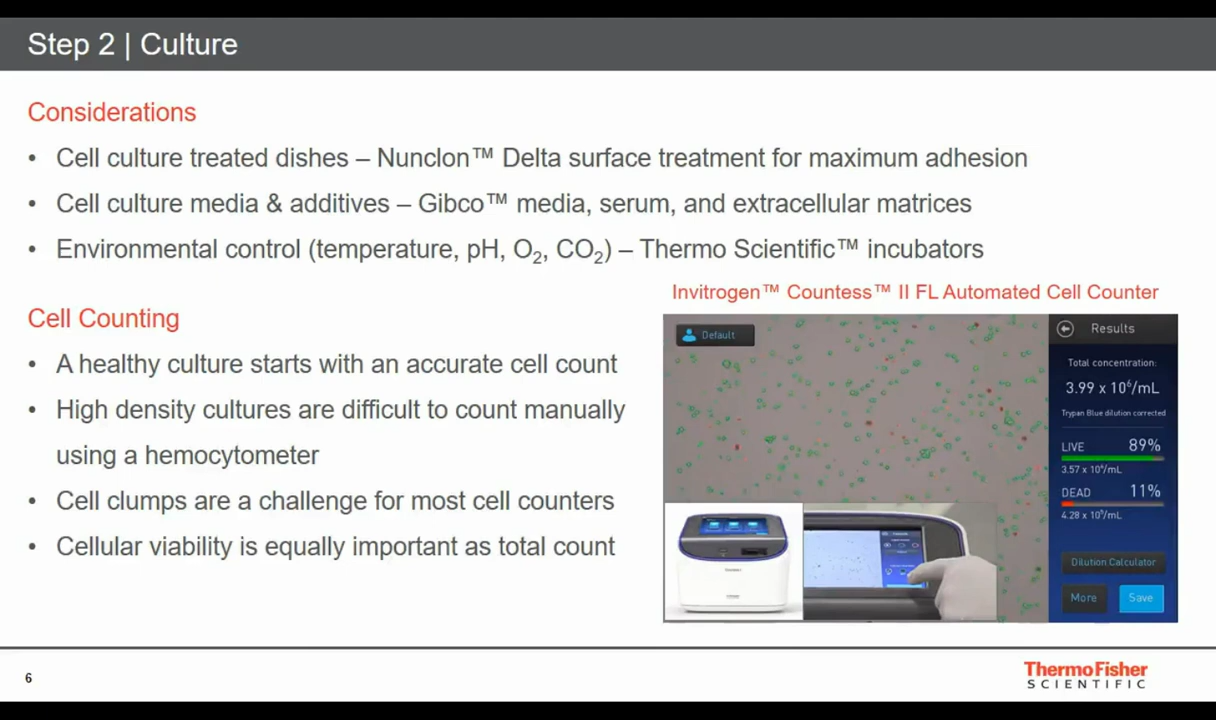 Step 2 | Culture
Considerations
• Cell culture treated dishes – Nunclon™ Delta surface treatment for maximum adhesion
• Cell culture media & additives – Gibco™ media, serum, and extracellular matrices
• Environmental control (temperature, pH, O₂, CO₂) – Thermo Scientific™ incubators
Cell Counting
• A healthy culture starts with an accurate cell count
• High density cultures are difficult to count manually
using a hemocytometer
• Cell clumps are a challenge for most cell counters
• Cellular viability is equally important as total count
Invitrogen™ Countess™ II FL Automated Cell Counter
Default
Results
Total concentration:
3.99 x 10⁶/mL
Trypan Blue dilution corrected
LIVE 89%
3.57 x 10⁶/mL
DEAD 11%
4.28 x 10⁵/mL
Dilution Calculator
More Save
6
ThermoFisher
SCIENTIFIC